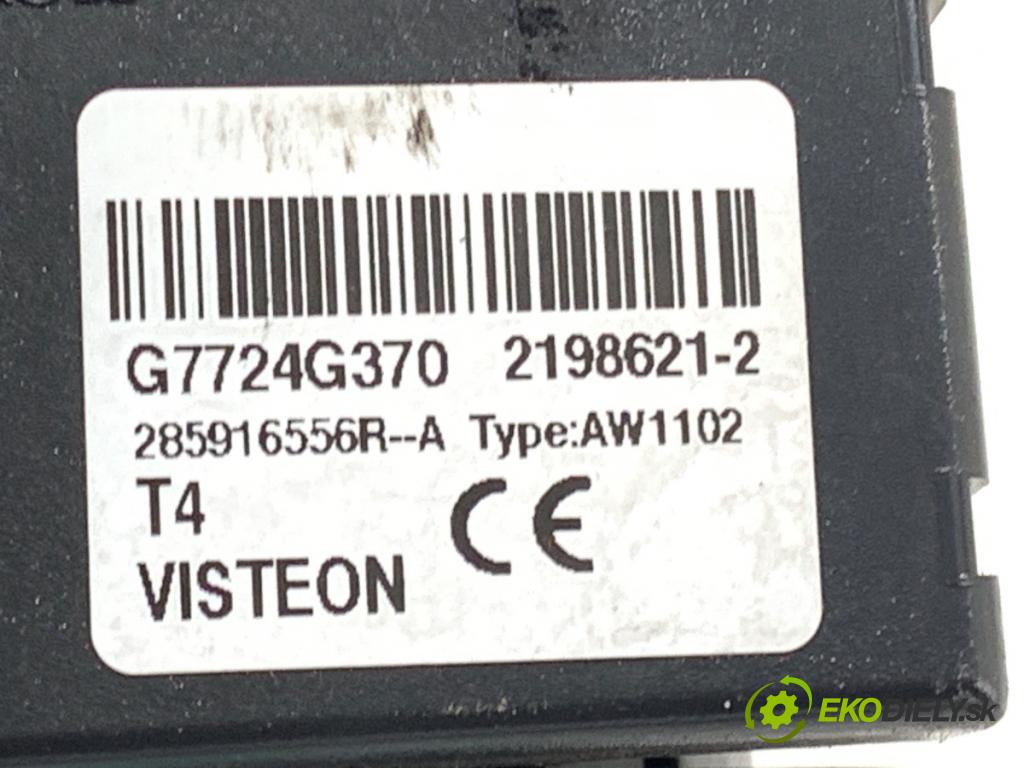 G7724G370 2198621-2
285916556R--A Type:AW1102
T4
CE
VISTEON
EKODIELY.sk